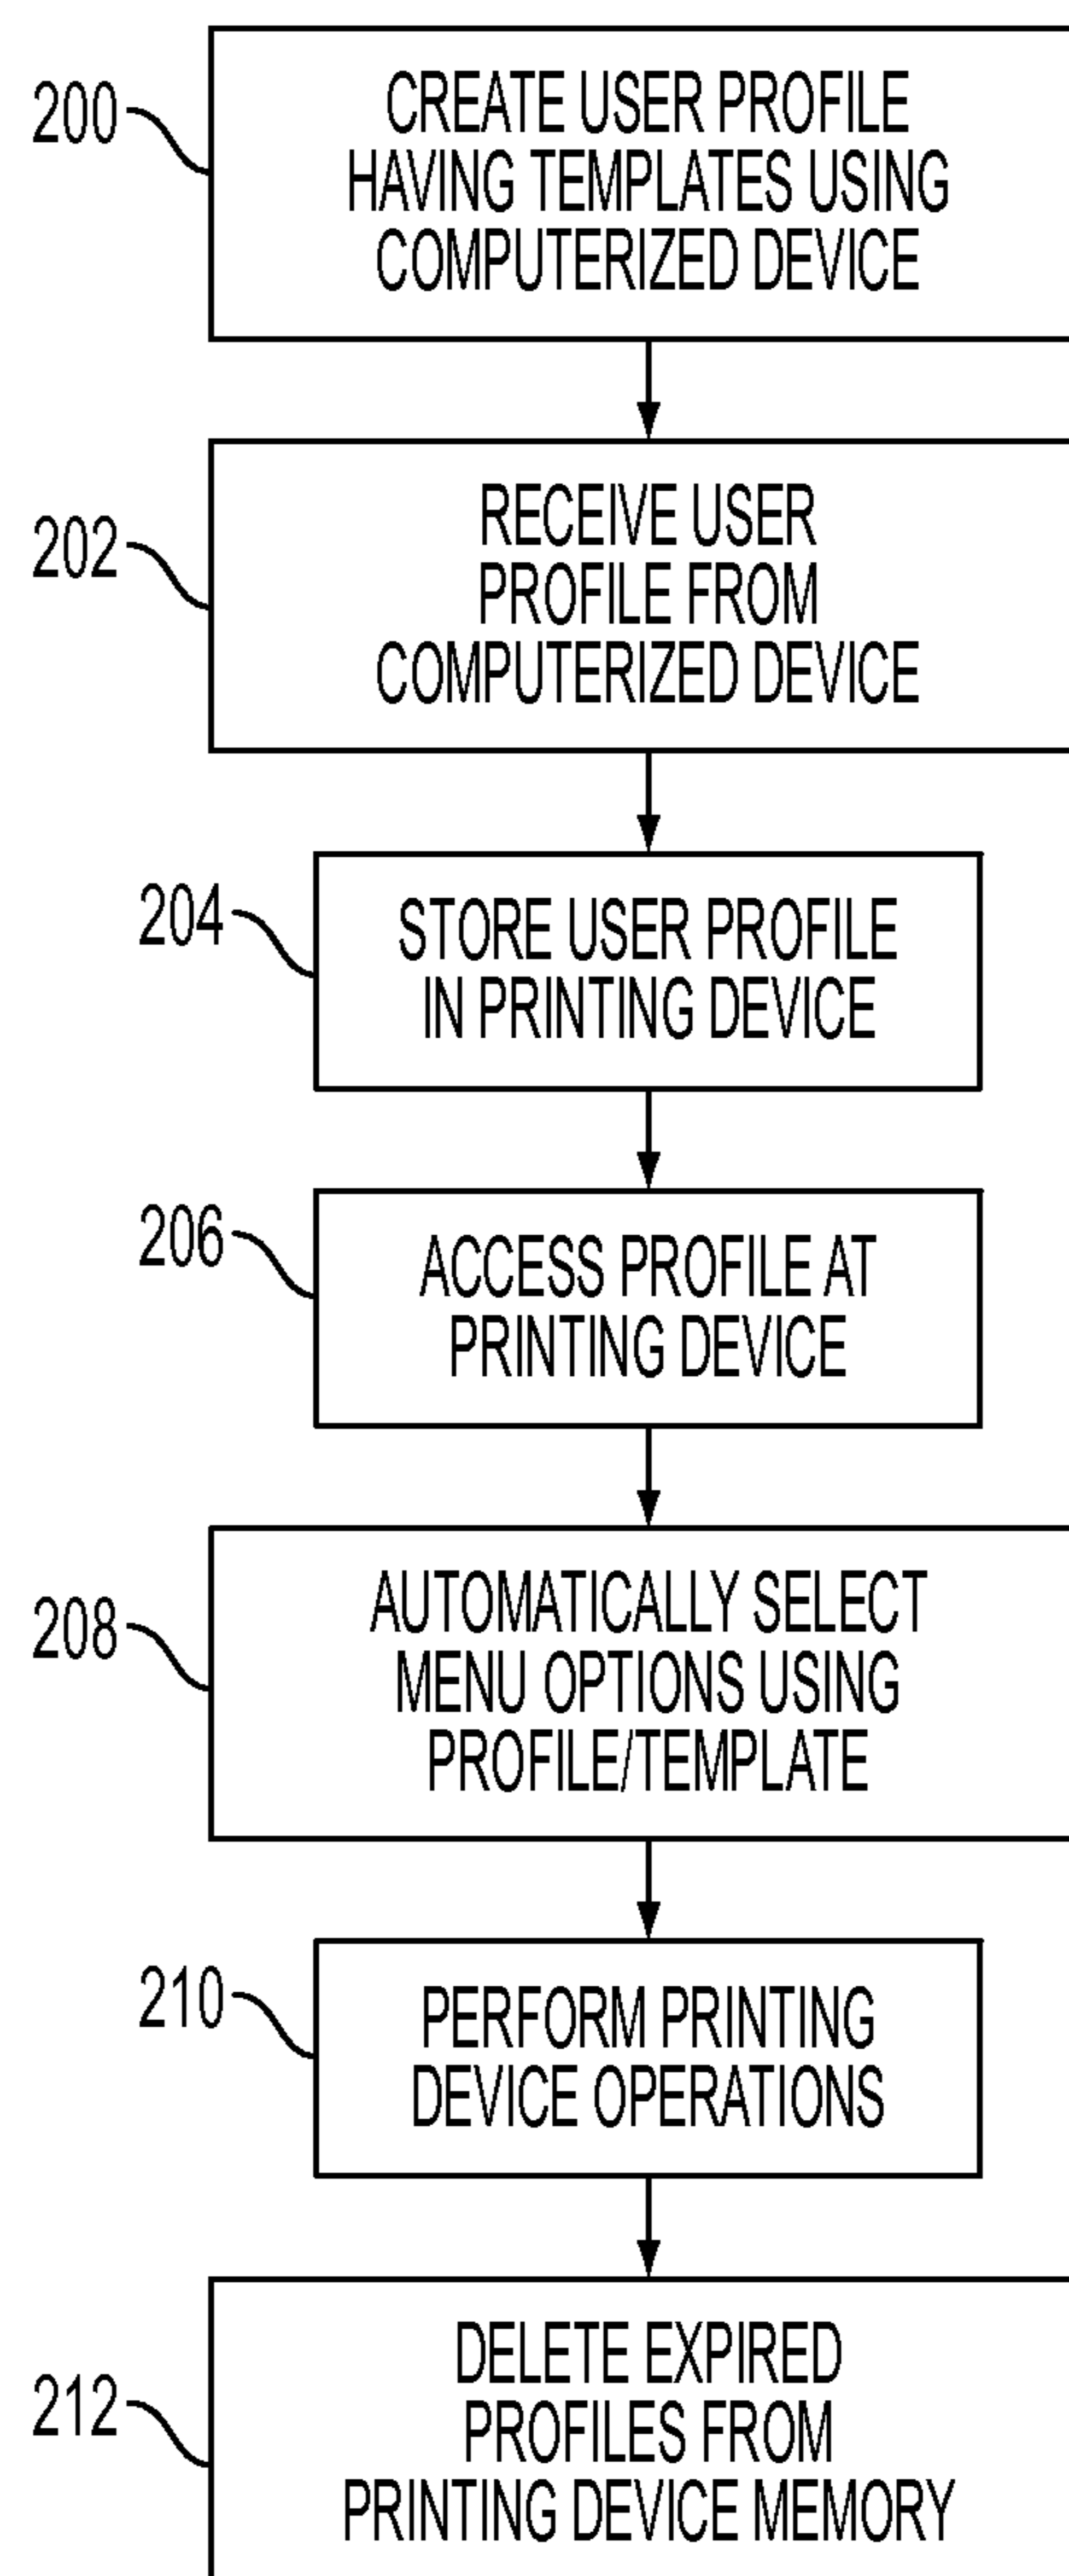 200
CREATE USER PROFILE
HAVING TEMPLATES USING
COMPUTERIZED DEVICE
202
RECEIVE USER
PROFILE FROM
COMPUTERIZED DEVICE
204
STORE USER PROFILE
IN PRINTING DEVICE
206
ACCESS PROFILE AT
PRINTING DEVICE
208
AUTOMATICALLY SELECT
MENU OPTIONS USING
PROFILE/TEMPLATE
210
PERFORM PRINTING
DEVICE OPERATIONS
212
DELETE EXPIRED
PROFILES FROM
PRINTING DEVICE MEMORY